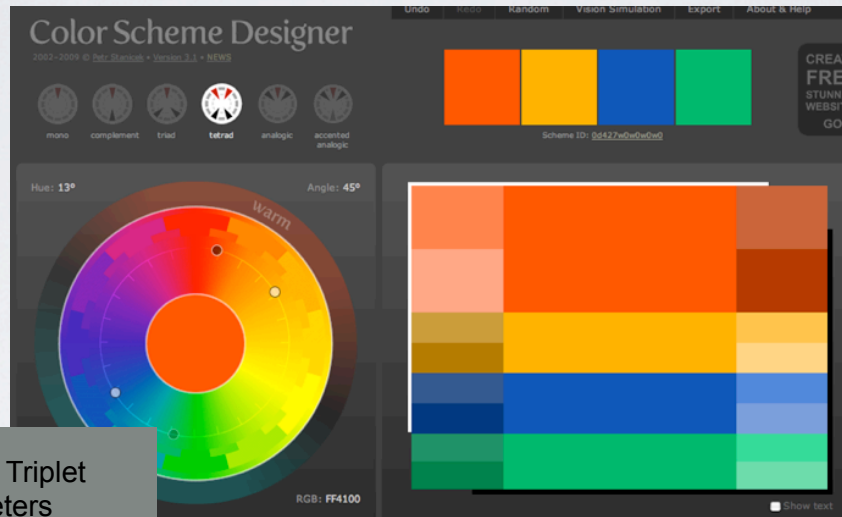 Undo Redo Random Vision Simulation Export About & Help
Color Scheme Designer
2002-2009 © Petr Stanicek • Version 3.1 • NEWS
CREA
FRE
STUNN
WEBSIT
GO
mono complement triad tetrad analogic accented
analogic
Scheme ID: 0d427w0w0w0w0
Hue: 13° Angle: 45°
warm
Triplet
eters
RGB: FF4100
Show text